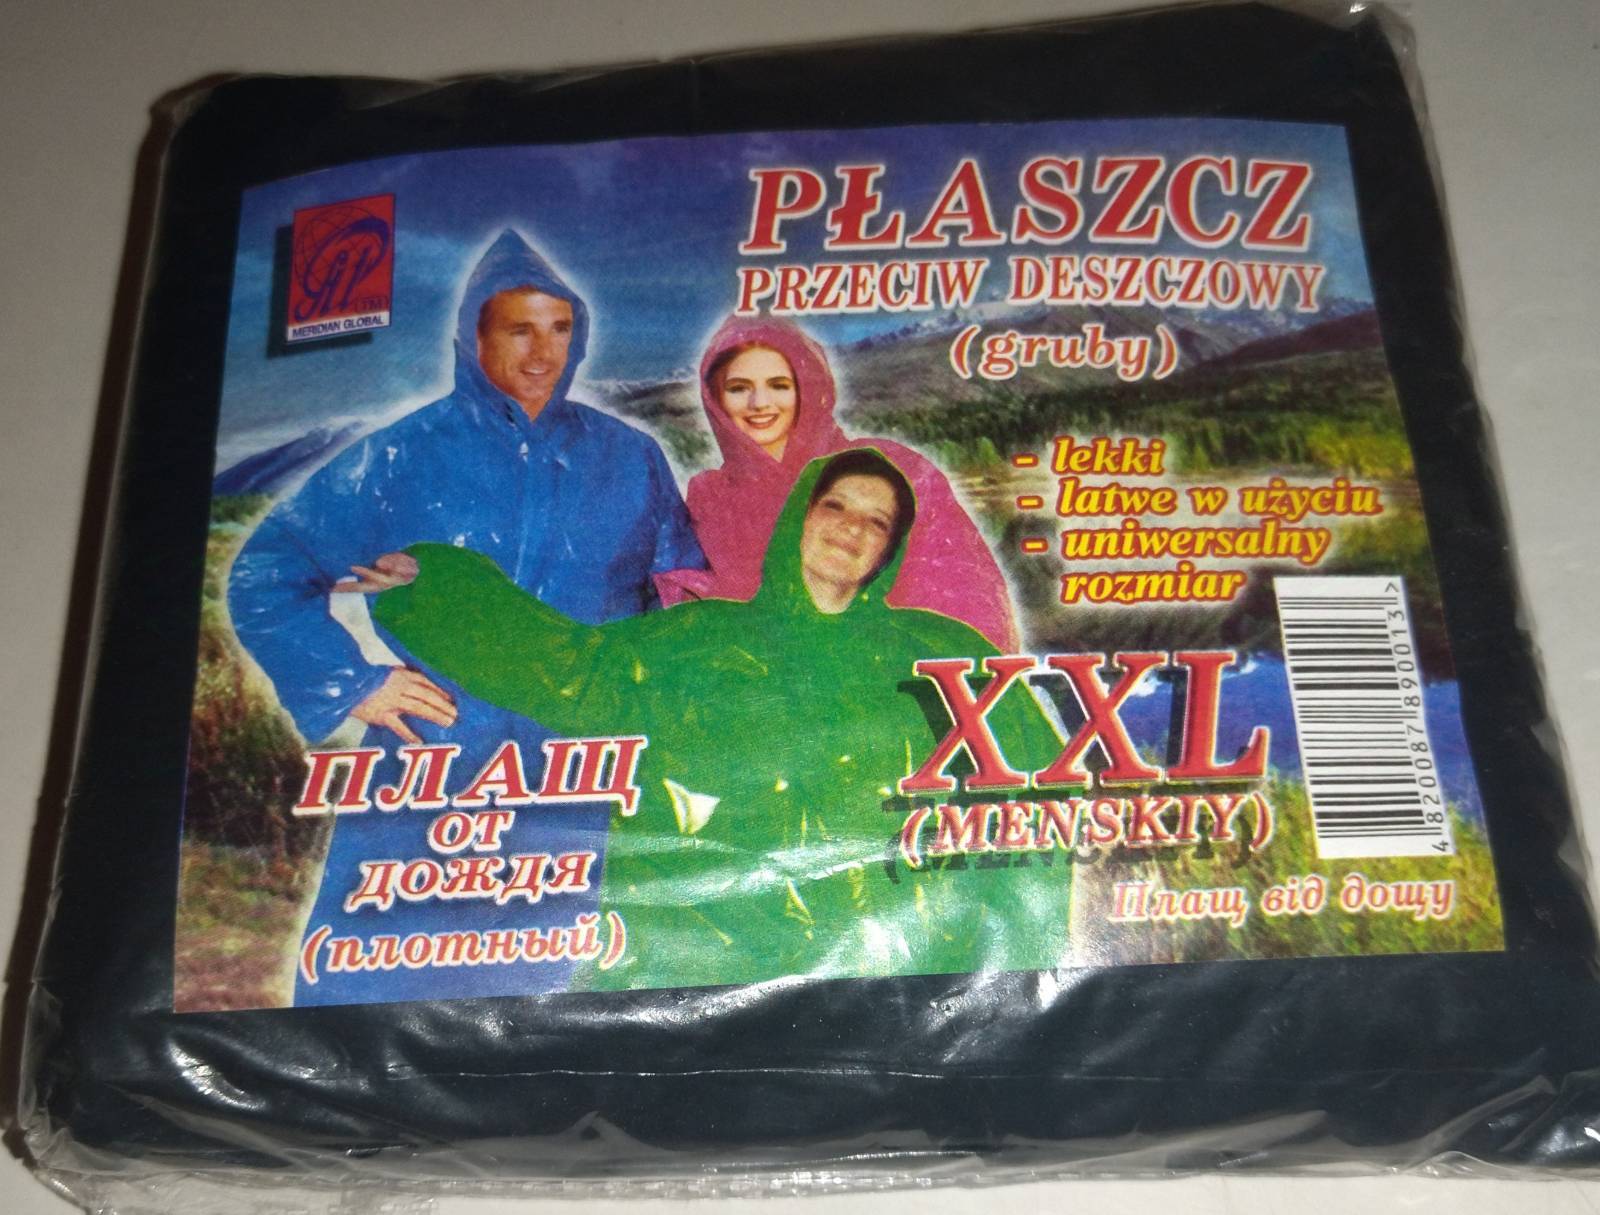 PŁASZCZ
PRZECIW DESZCZOWY
(gruby)
MERIDIAN GLOBAL
- lekki
- latwe w użyciu
- uniwersalny
rozmiar
XXL
(MENSKIY)
4 820087 890013 >
ПЛАЩ
ОТ
ДОЖДЯ
(плотный)
Плащ від дощу